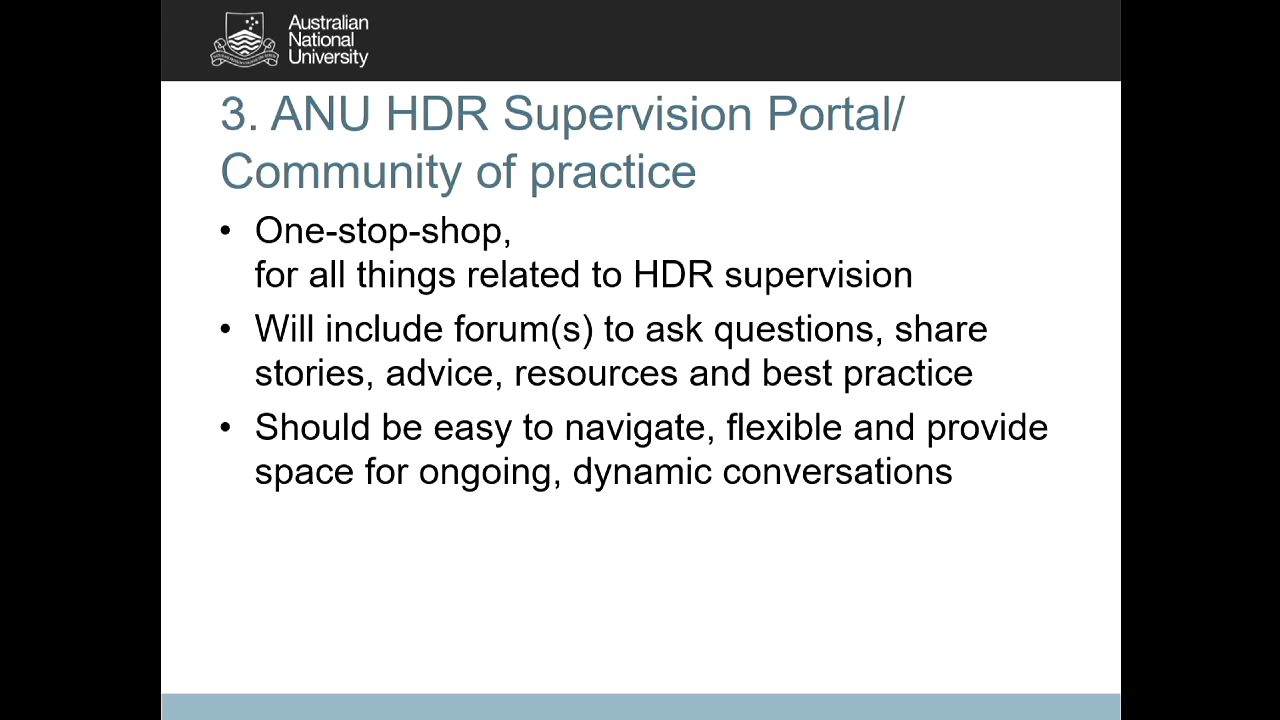 Australian
National
University
3. ANU HDR Supervision Portal/
Community of practice
• One-stop-shop,
for all things related to HDR supervision
• Will include forum(s) to ask questions, share
stories, advice, resources and best practice
• Should be easy to navigate, flexible and provide
space for ongoing, dynamic conversations